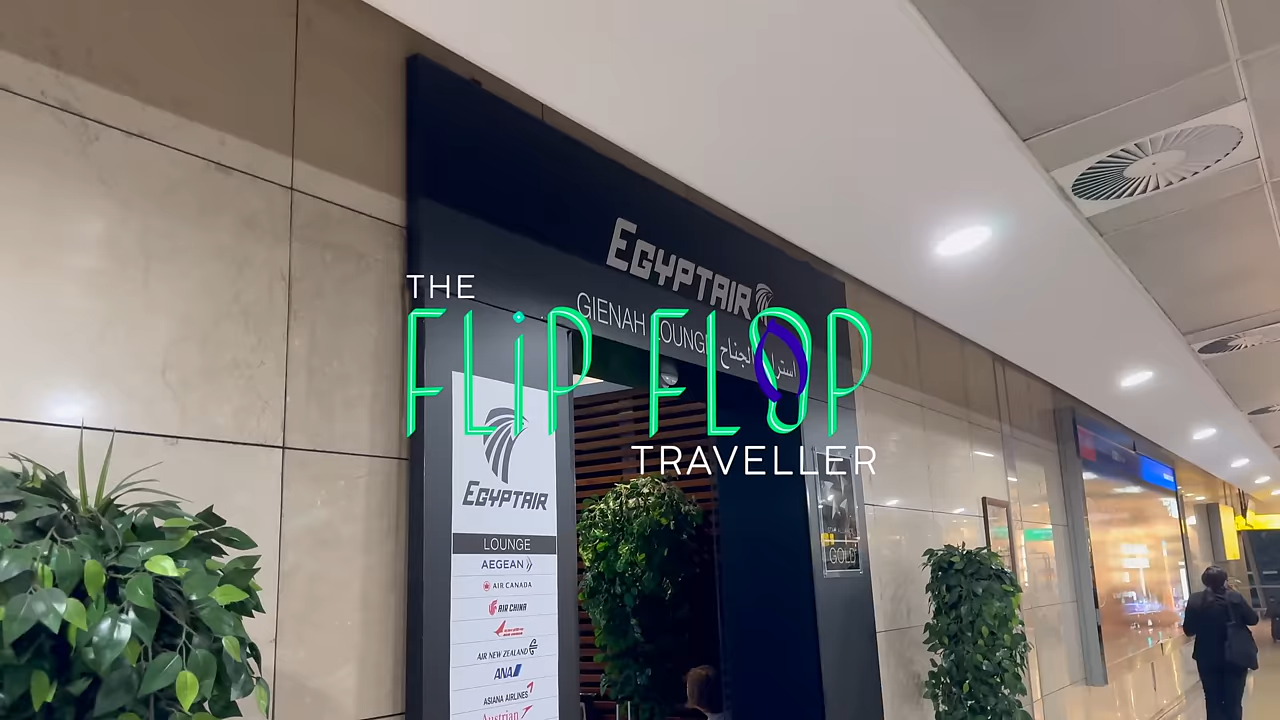 EGYPTAIR
GIENAH LOUNGE استراحة الجناح
THE
FLiP FLOP
TRAVELLER
EGYPTAIR
LOUNGE
AEGEAN
AIR CANADA
AIR CHINA
AIR NEW ZEALAND
ANA
ASIANA AIRLINES
Austrian
GOLD